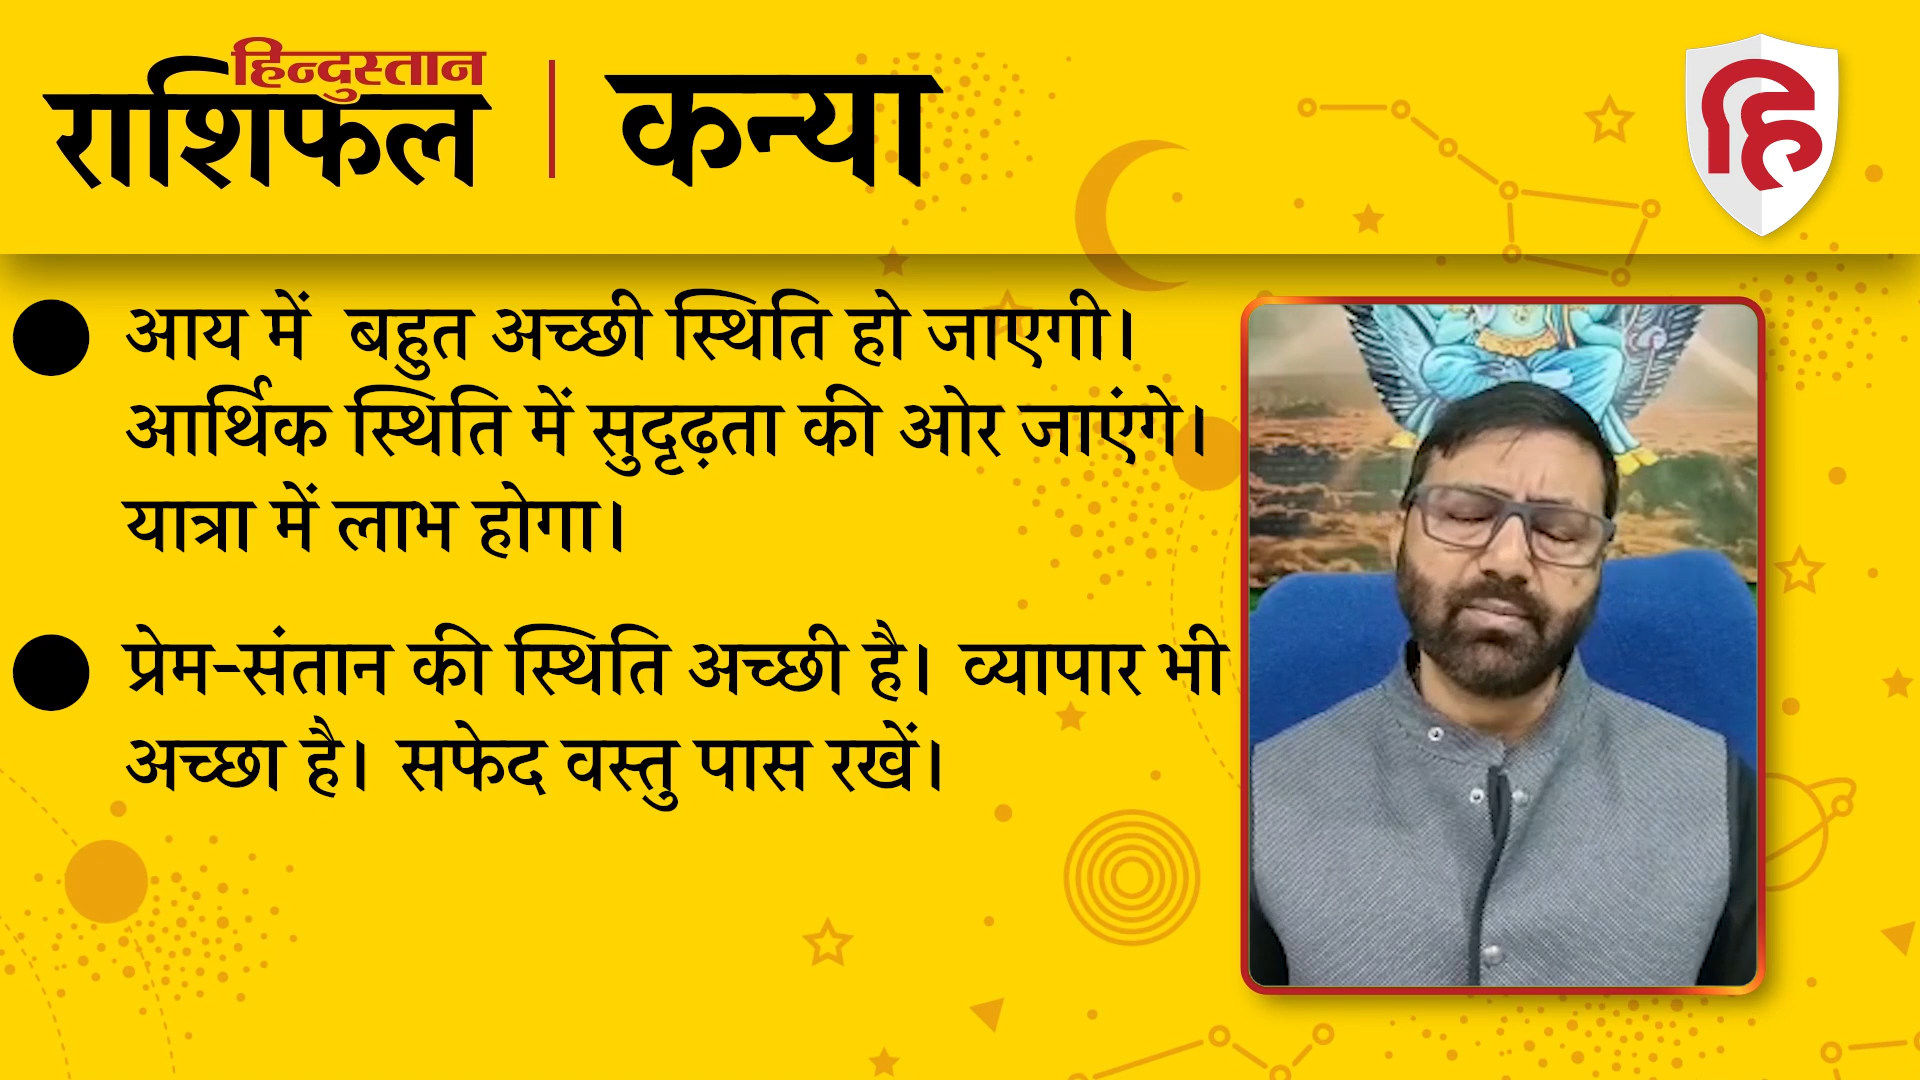 हिन्दुस्तान
राशिफल | कन्या
हि
● आय में बहुत अच्छी स्थिति हो जाएगी।
आर्थिक स्थिति में सुदृढ़ता की ओर जाएंगे।
यात्रा में लाभ होगा।
● प्रेम-संतान की स्थिति अच्छी है। व्यापार भी
अच्छा है। सफेद वस्तु पास रखें।